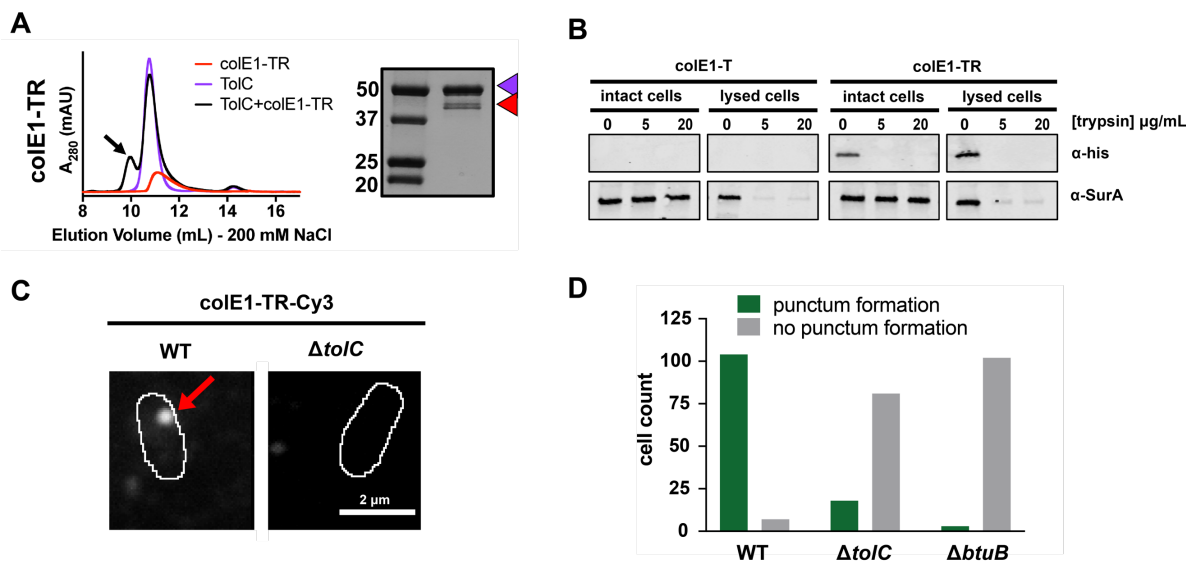 A
colE1-TR
A280 (mAU)
colE1-TR
TolC
TolC+colE1-TR
8 10 12 14 16
Elution Volume (mL) - 200 mM NaCl
50
37
25
20
B
colE1-T colE1-TR
intact cells lysed cells intact cells lysed cells
0 5 20 0 5 20 0 5 20 0 5 20 [trypsin] µg/mL
α-his
α-SurA
C
colE1-TR-Cy3
WT ΔtolC
2 µm
D
punctum formation
no punctum formation
cell count
125
100
75
50
25
0
WT ΔtolC ΔbtuB